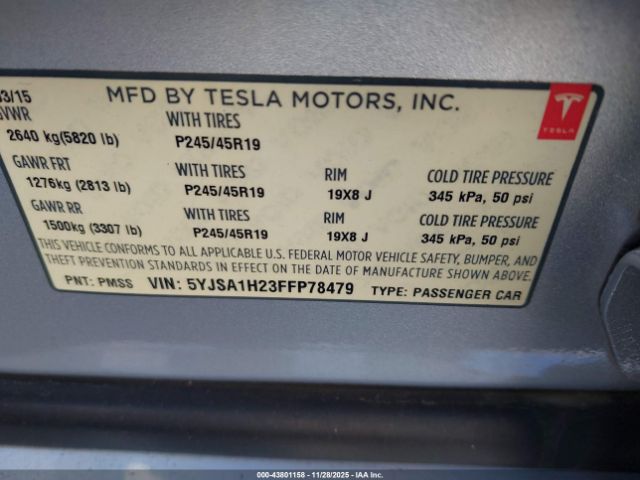 3/15 MFD BY TESLA MOTORS, INC.
GVWR WITH TIRES
2640 kg(5820 lb) P245/45R19
TESLA
GAWR FRT WITH TIRES RIM COLD TIRE PRESSURE
1276kg (2813 lb) P245/45R19 19X8 J 345 kPa, 50 psi
GAWR RR WITH TIRES RIM COLD TIRE PRESSURE
1500kg (3307 lb) P245/45R19 19X8 J 345 kPa, 50 psi
THIS VEHICLE CONFORMS TO ALL APPLICABLE U.S. FEDERAL MOTOR VEHICLE SAFETY, BUMPER, AND
THEFT PREVENTION STANDARDS IN EFFECT ON THE DATE OF MANUFACTURE SHOWN ABOVE.
PNT: PMSS VIN: 5YJSA1H23FFP78479 TYPE: PASSENGER CAR
000-43801158 - 11/28/2025 - IAA Inc.